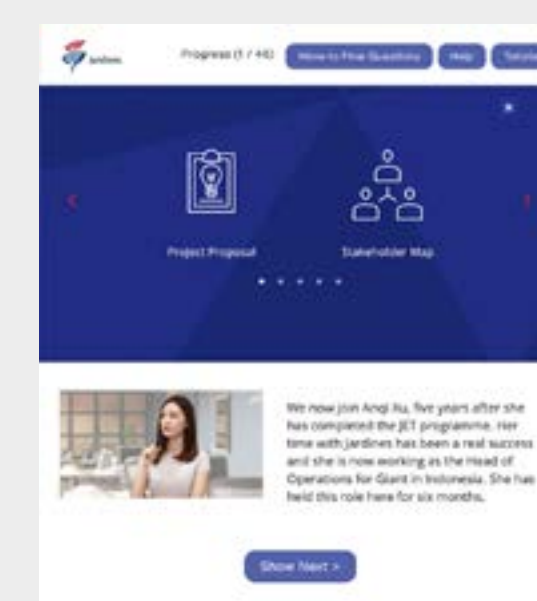 Jardines
Progress (1 / 46)
Move to Final Questions
Help
Tutorial
Project Proposal
Stakeholder Map
We now join Anqi Xu, five years after she
has completed the JET programme. Her
time with Jardines has been a real success
and she is now working as the Head of
Operations for Giant in Indonesia. She has
held this role here for six months.
Show Next >